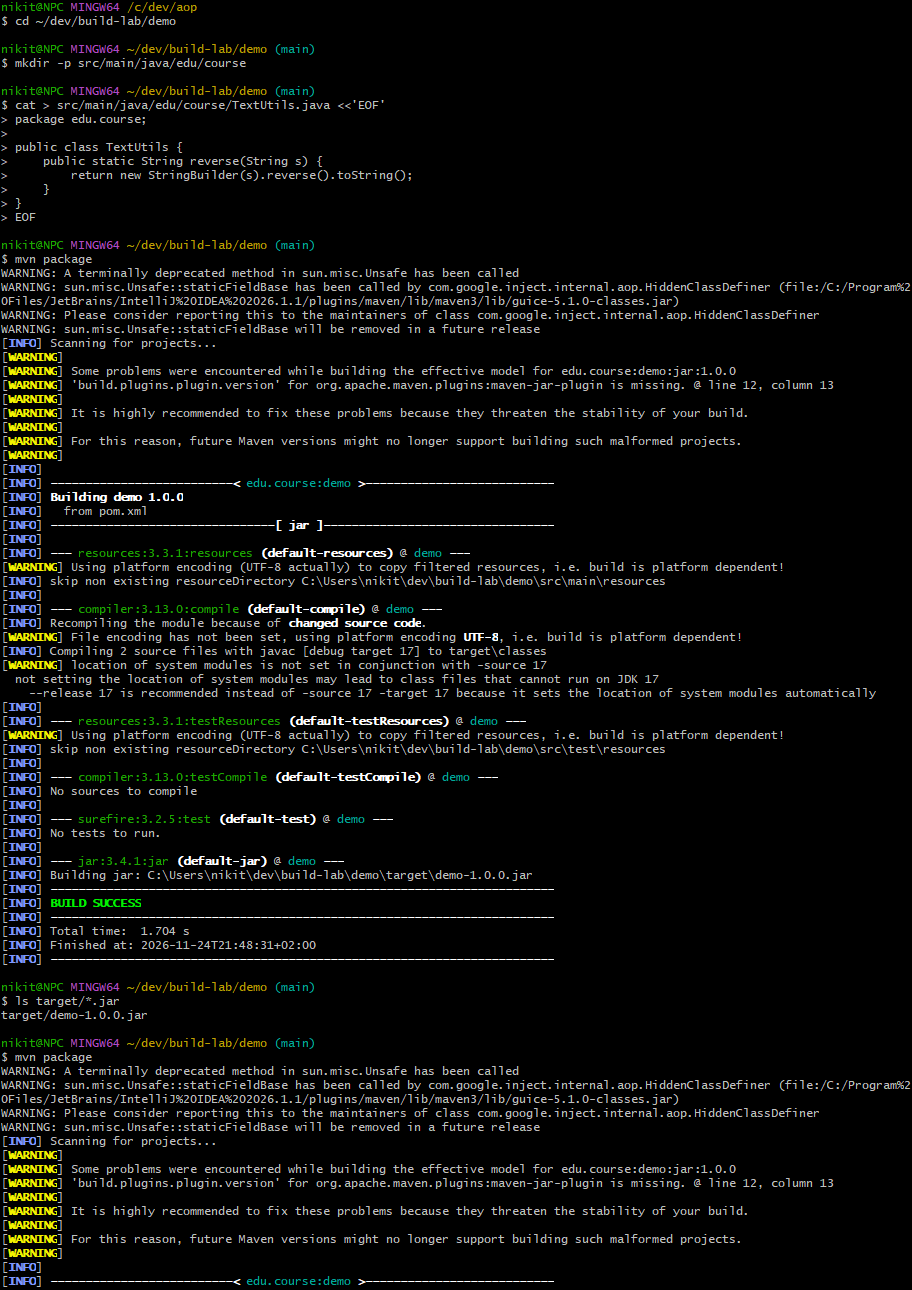 nikit@NPC MINGW64 /c/dev/aop
$ cd ~/dev/build-lab/demo

nikit@NPC MINGW64 ~/dev/build-lab/demo (main)
$ mkdir -p src/main/java/edu/course

nikit@NPC MINGW64 ~/dev/build-lab/demo (main)
$ cat > src/main/java/edu/course/TextUtils.java <<'EOF'
> package edu.course;
>
> public class TextUtils {
>     public static String reverse(String s) {
>         return new StringBuilder(s).reverse().toString();
>     }
> }
> EOF

nikit@NPC MINGW64 ~/dev/build-lab/demo (main)
$ mvn package
WARNING: A terminally deprecated method in sun.misc.Unsafe has been called
WARNING: sun.misc.Unsafe::staticFieldBase has been called by com.google.inject.internal.aop.HiddenClassDefiner (file:/C:/Program%2
0Files/JetBrains/IntelliJ%20IDEA%202026.1.1/plugins/maven/lib/maven3/lib/guice-5.1.0-classes.jar)
WARNING: Please consider reporting this to the maintainers of class com.google.inject.internal.aop.HiddenClassDefiner
WARNING: sun.misc.Unsafe::staticFieldBase will be removed in a future release
[INFO] Scanning for projects...
[WARNING]
[WARNING] Some problems were encountered while building the effective model for edu.course:demo:jar:1.0.0
[WARNING] 'build.plugins.plugin.version' for org.apache.maven.plugins:maven-jar-plugin is missing. @ line 12, column 13
[WARNING]
[WARNING] It is highly recommended to fix these problems because they threaten the stability of your build.
[WARNING]
[WARNING] For this reason, future Maven versions might no longer support building such malformed projects.
[WARNING]
[INFO]
[INFO] --------------------------< edu.course:demo >---------------------------
[INFO] Building demo 1.0.0
[INFO]   from pom.xml
[INFO] --------------------------------[ jar ]---------------------------------
[INFO]
[INFO] --- resources:3.3.1:resources (default-resources) @ demo ---
[WARNING] Using platform encoding (UTF-8 actually) to copy filtered resources, i.e. build is platform dependent!
[INFO] skip non existing resourceDirectory C:\Users\nikit\dev\build-lab\demo\src\main\resources
[INFO]
[INFO] --- compiler:3.13.0:compile (default-compile) @ demo ---
[INFO] Recompiling the module because of changed source code.
[WARNING] File encoding has not been set, using platform encoding UTF-8, i.e. build is platform dependent!
[INFO] Compiling 2 source files with javac [debug target 17] to target\classes
[WARNING] location of system modules is not set in conjunction with -source 17
  not setting the location of system modules may lead to class files that cannot run on JDK 17
    --release 17 is recommended instead of -source 17 -target 17 because it sets the location of system modules automatically
[INFO]
[INFO] --- resources:3.3.1:testResources (default-testResources) @ demo ---
[WARNING] Using platform encoding (UTF-8 actually) to copy filtered resources, i.e. build is platform dependent!
[INFO] skip non existing resourceDirectory C:\Users\nikit\dev\build-lab\demo\src\test\resources
[INFO]
[INFO] --- compiler:3.13.0:testCompile (default-testCompile) @ demo ---
[INFO] No sources to compile
[INFO]
[INFO] --- surefire:3.2.5:test (default-test) @ demo ---
[INFO] No tests to run.
[INFO]
[INFO] --- jar:3.4.1:jar (default-jar) @ demo ---
[INFO] Building jar: C:\Users\nikit\dev\build-lab\demo\target\demo-1.0.0.jar
[INFO] ------------------------------------------------------------------------
[INFO] BUILD SUCCESS
[INFO] ------------------------------------------------------------------------
[INFO] Total time:  1.704 s
[INFO] Finished at: 2026-11-24T21:48:31+02:00
[INFO] ------------------------------------------------------------------------

nikit@NPC MINGW64 ~/dev/build-lab/demo (main)
$ ls target/*.jar
target/demo-1.0.0.jar

nikit@NPC MINGW64 ~/dev/build-lab/demo (main)
$ mvn package
WARNING: A terminally deprecated method in sun.misc.Unsafe has been called
WARNING: sun.misc.Unsafe::staticFieldBase has been called by com.google.inject.internal.aop.HiddenClassDefiner (file:/C:/Program%2
0Files/JetBrains/IntelliJ%20IDEA%202026.1.1/plugins/maven/lib/maven3/lib/guice-5.1.0-classes.jar)
WARNING: Please consider reporting this to the maintainers of class com.google.inject.internal.aop.HiddenClassDefiner
WARNING: sun.misc.Unsafe::staticFieldBase will be removed in a future release
[INFO] Scanning for projects...
[WARNING]
[WARNING] Some problems were encountered while building the effective model for edu.course:demo:jar:1.0.0
[WARNING] 'build.plugins.plugin.version' for org.apache.maven.plugins:maven-jar-plugin is missing. @ line 12, column 13
[WARNING]
[WARNING] It is highly recommended to fix these problems because they threaten the stability of your build.
[WARNING]
[WARNING] For this reason, future Maven versions might no longer support building such malformed projects.
[WARNING]
[INFO]
[INFO] --------------------------< edu.course:demo >---------------------------